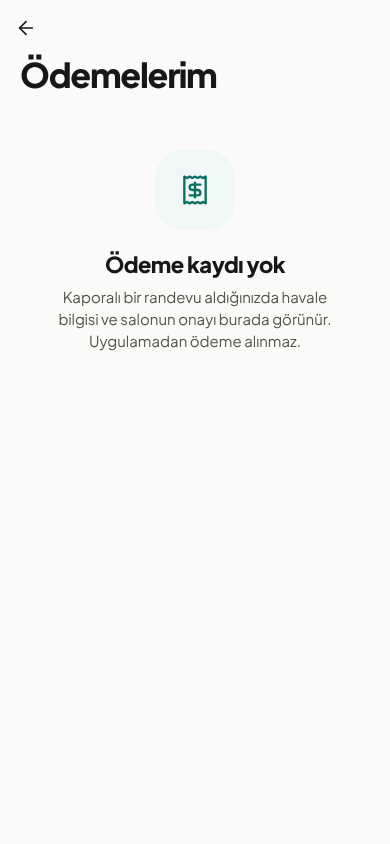 Ödemelerim
Ödeme kaydı yok
Kaporalı bir randevu aldığınızda havale
bilgisi ve salonun onayı burada görünür.
Uygulamadan ödeme alınmaz.